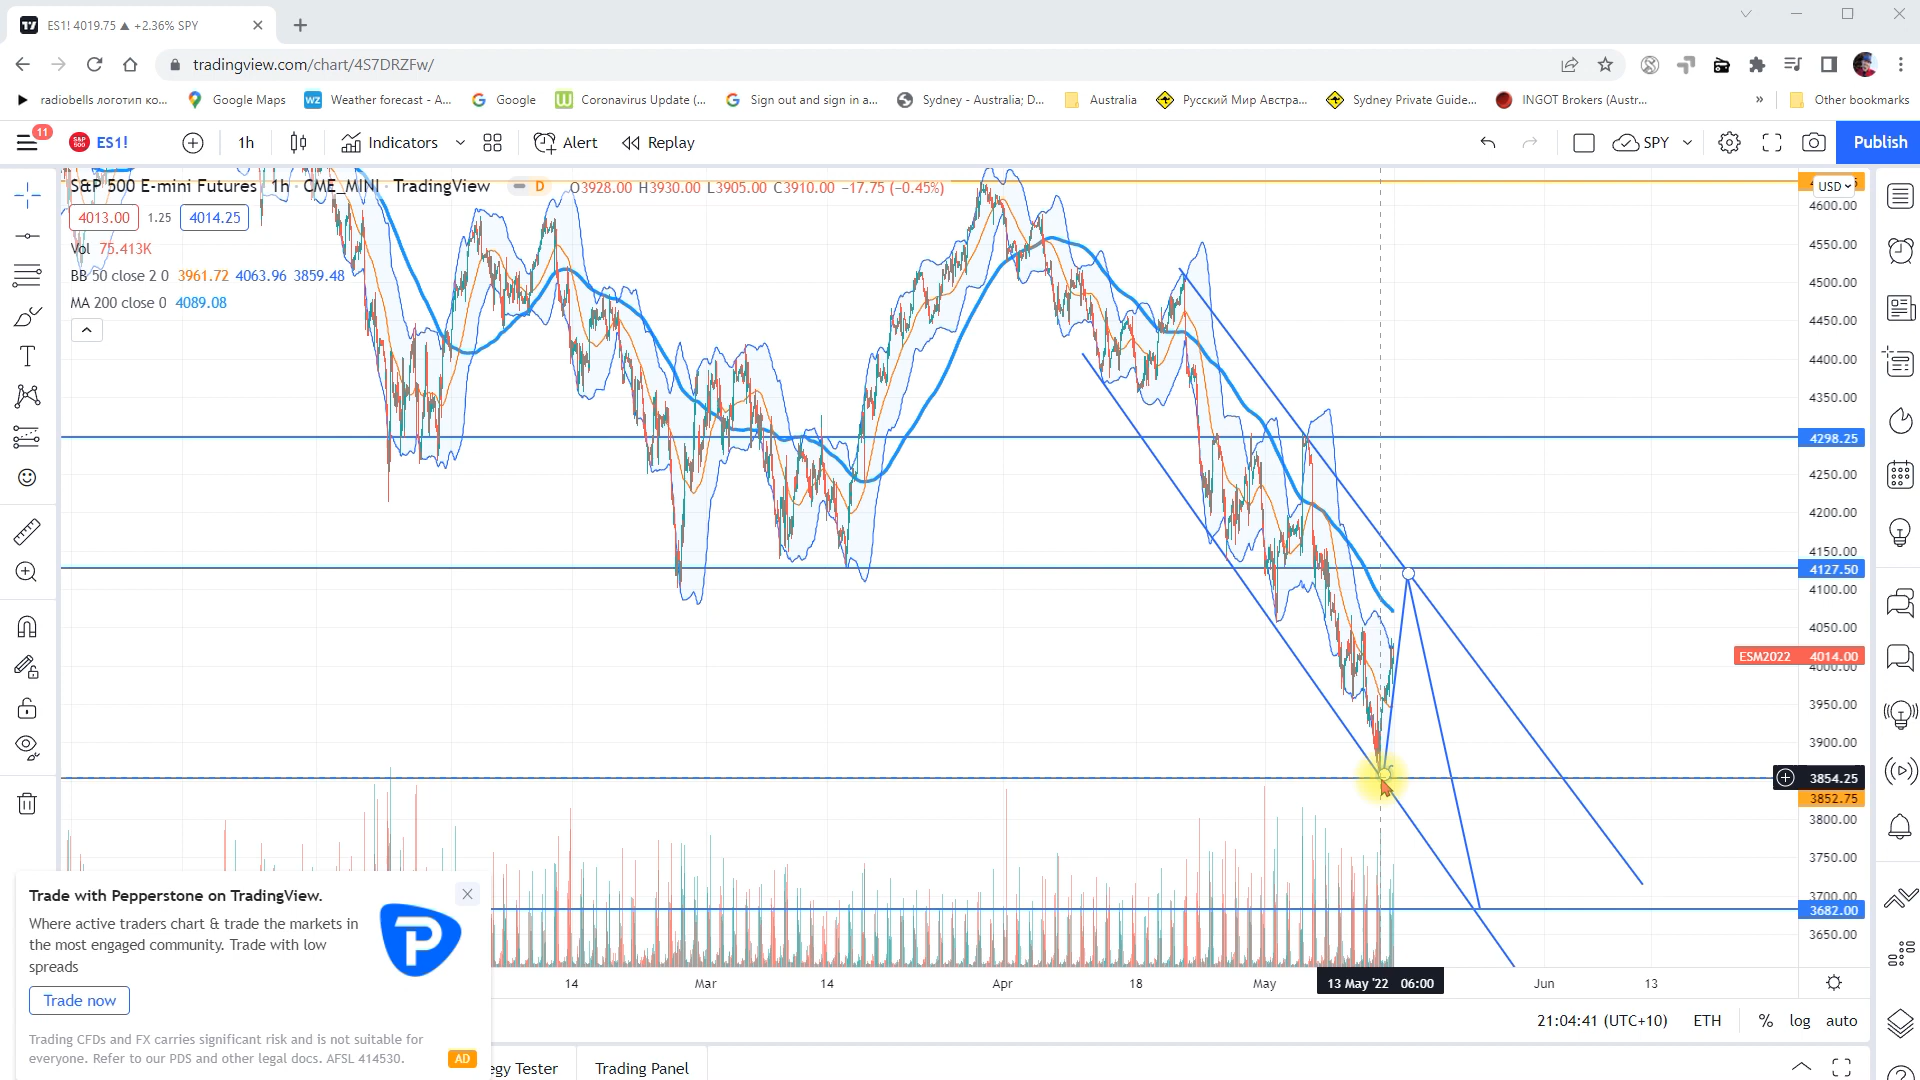 ES1! 4019.75 ▲ +2.36% SPY
tradingview.com/chart/4S7DRZFw/
radiobells логотип ко...
Google Maps
Weather forecast - A...
Google
Coronavirus Update (...
Sign out and sign in a...
Sydney - Australia; D...
Australia
Русский Мир Австра...
Sydney Private Guide...
INGOT Brokers (Austr...
»
Other bookmarks
11
ES1!
1h
Indicators
Alert
Replay
SPY
Publish
S&P 500 E-mini Futures · 1h · CME_MINI · TradingView
D
O3928.00 H3930.00 L3905.00 C3910.00 −17.75 (−0.45%)
4013.00
1.25
4014.25
Vol 75.413K
BB 50 close 2 0 3961.72 4063.96 3859.48
MA 200 close 0 4089.08
USD
4600.00
4550.00
4500.00
4450.00
4400.00
4350.00
4298.25
4250.00
4200.00
4150.00
4127.50
4100.00
4050.00
ESM2022 4014.00
4000.00
3950.00
3900.00
3854.25
3852.75
3800.00
3750.00
3700.00
3682.00
3650.00
14
Mar
14
Apr
18
May
13 May '22 06:00
Jun
13
Trade with Pepperstone on TradingView.
Where active traders chart & trade the markets in
the most engaged community. Trade with low
spreads
Trade now
Trading CFDs and FX carries significant risk and is not suitable for
everyone. Refer to our PDS and other legal docs. AFSL 414530.
AD
21:04:41 (UTC+10)
ETH
%
log
auto
egy Tester
Trading Panel